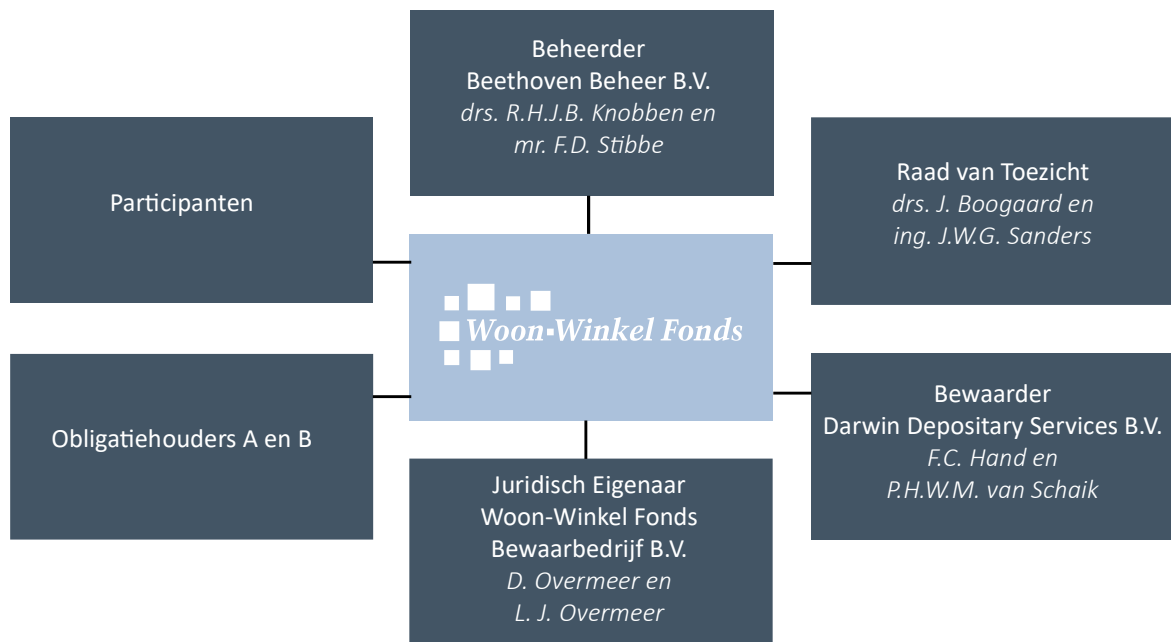 Beheerder
Beethoven Beheer B.V.
drs. R.H.J.B. Knobben en
mr. F.D. Stibbe
Participanten
Raad van Toezicht
drs. J. Boogaard en
ing. J.W.G. Sanders
Woon-Winkel Fonds
Obligatiehouders A en B
Bewaarder
Darwin Depositary Services B.V.
F.C. Hand en
P.H.W.M. van Schaik
Juridisch Eigenaar
Woon-Winkel Fonds
Bewaarbedrijf B.V.
D. Overmeer en
L. J. Overmeer